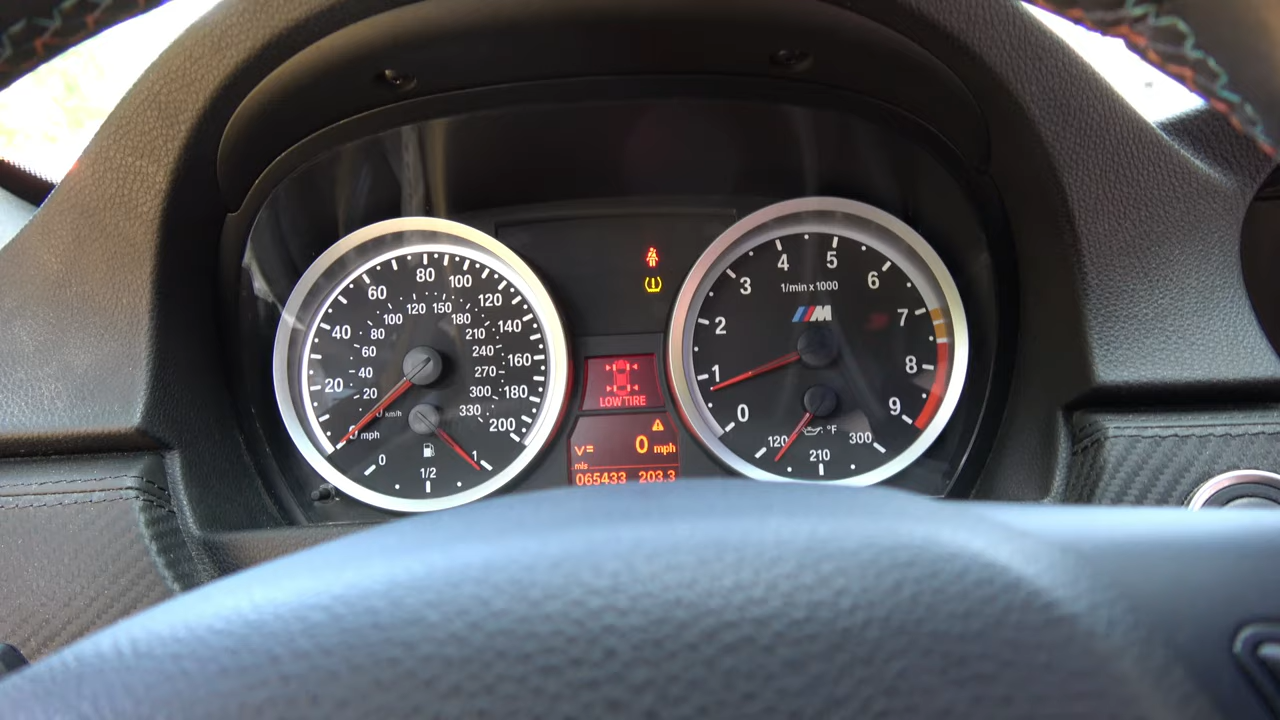 20 40 60 80 100 120 140 160 180 200
20 40 60 80 100 120 150 180 210 240 270 300 330
0 km/h
0 mph
0 1/2 1
LOW TIRE
V= 0 mph
mls
065433 203.3
0 1 2 3 4 5 6 7 8 9
1/min x 1000
M
°F
120 210 300